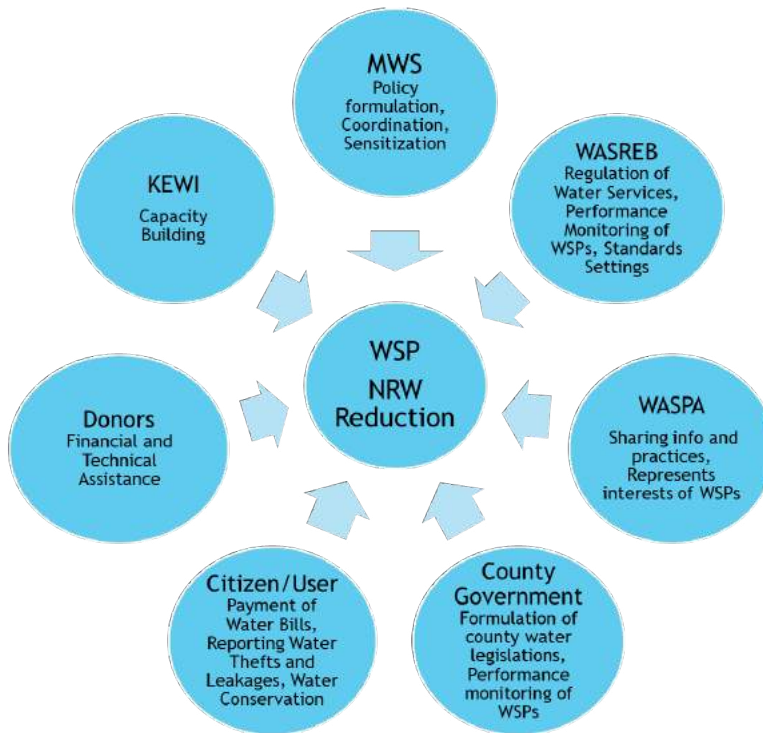 MWS
Policy
formulation,
Coordination,
Sensitization
WASREB
Regulation of
Water Services,
Performance
Monitoring
of WSPs, Standards
Settings
WASPA
Sharing info and
practices,
Represents
interests of WSPs
County
Government
Formulation of
county water
legislations,
Performance
monitoring of
WSPs
Citizen/User
Payment of
Water Bills,
Reporting Water
Thefts and
Leakages, Water
Conservation
Donors
Financial and
Technical
Assistance
KEWI
Capacity
Building
WSP
NRW
Reduction